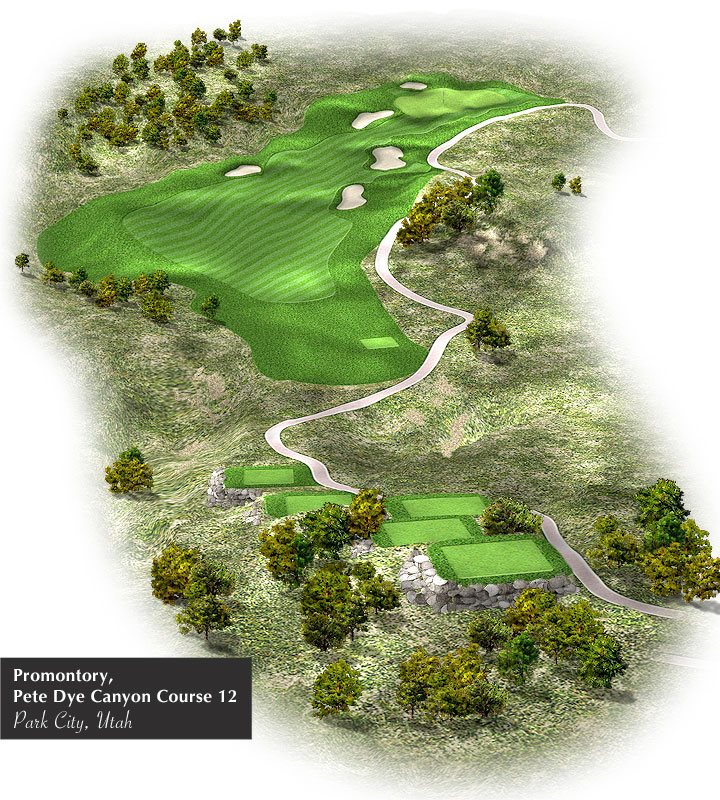 Promontory,
Pete Dye Canyon Course 12
Park City, Utah